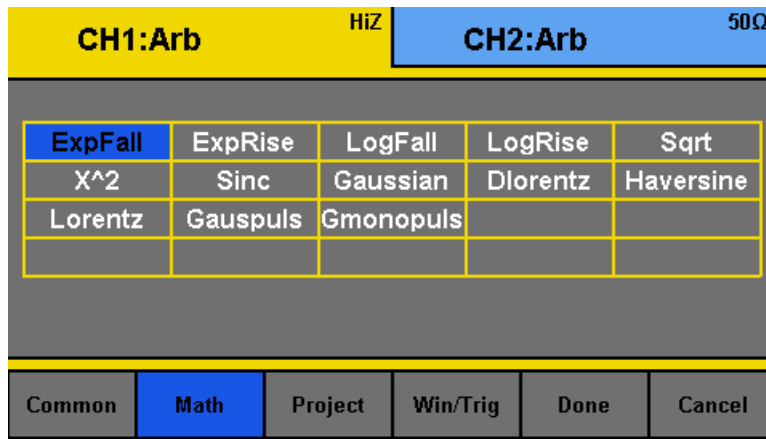 CH1:Arb HiZ CH2:Arb 50Ω
ExpFall ExpRise LogFall LogRise Sqrt
X^2 Sinc Gaussian Dlorentz Haversine
Lorentz Gauspuls Gmonopuls
Common Math Project Win/Trig Done Cancel